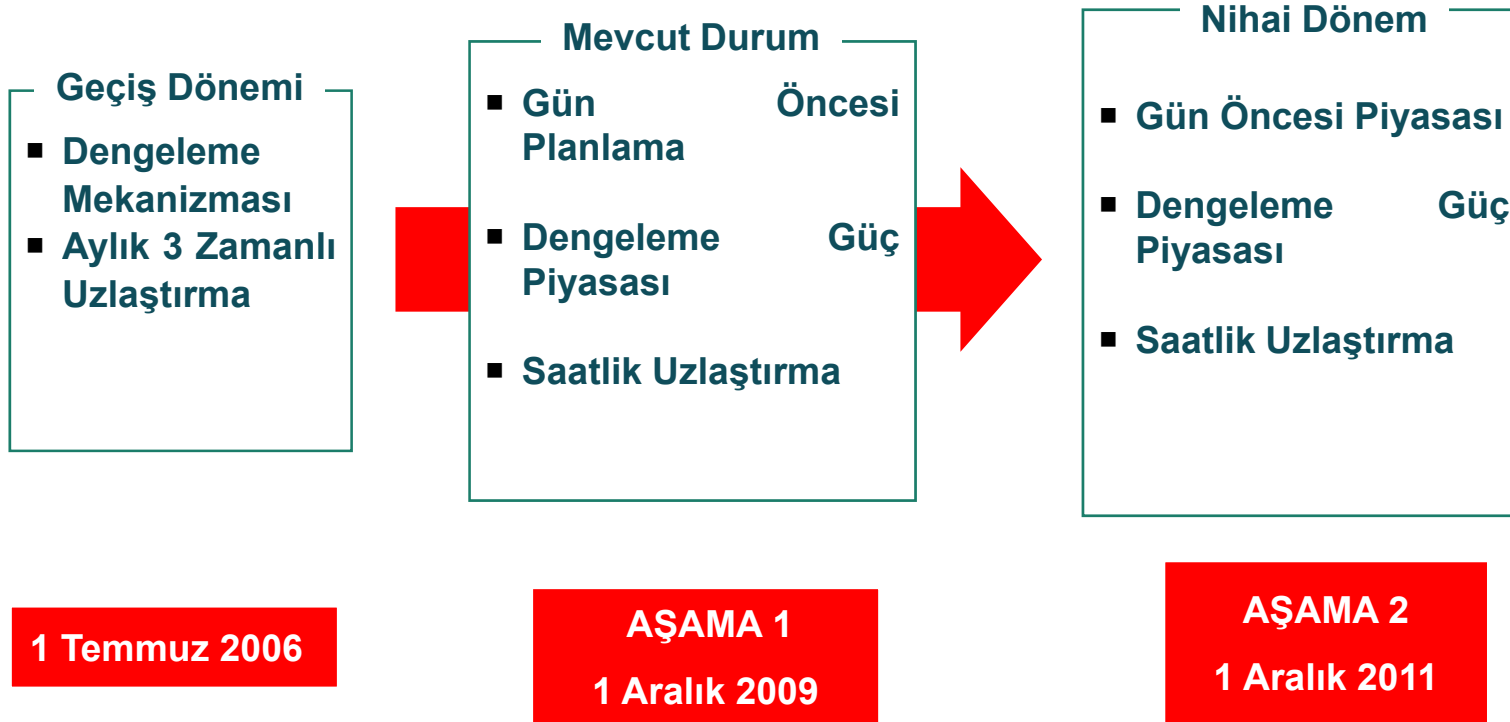 Geçiş Dönemi
▪ Dengeleme
Mekanizması
▪ Aylık 3 Zamanlı
Uzlaştırma
1 Temmuz 2006
Mevcut Durum
▪ Gün Öncesi
Planlama
▪ Dengeleme Güç
Piyasası
▪ Saatlik Uzlaştırma
AŞAMA 1
1 Aralık 2009
Nihai Dönem
▪ Gün Öncesi Piyasası
▪ Dengeleme Güç
Piyasası
▪ Saatlik Uzlaştırma
AŞAMA 2
1 Aralık 2011